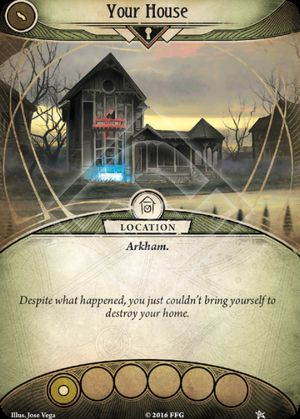 Your House
LOCATION
Arkham.
Despite what happened, you just couldn't bring yourself to
destroy your home.
Illus. Jose Vega
© 2016 FFG